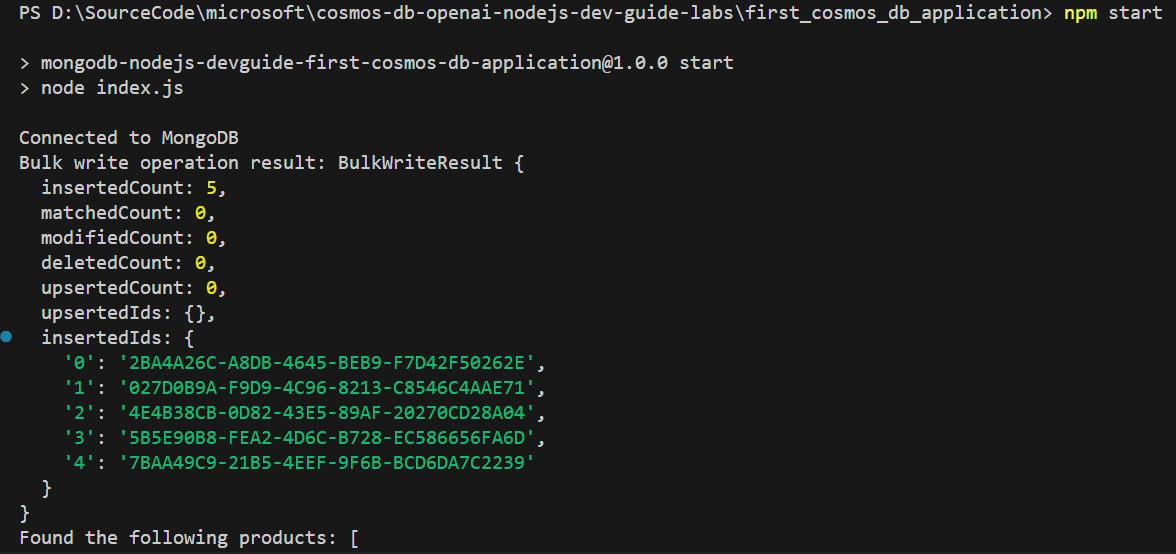 PS D:\SourceCode\microsoft\cosmos-db-openai-nodejs-dev-guide-labs\first_cosmos_db_application> npm start
> mongodb-nodejs-devguide-first-cosmos-db-application@1.0.0 start
> node index.js
Connected to MongoDB
Bulk write operation result: BulkWriteResult {
  insertedCount: 5,
  matchedCount: 0,
  modifiedCount: 0,
  deletedCount: 0,
  upsertedCount: 0,
  upsertedIds: {},
  insertedIds: {
    '0': '2BA4A26C-A8DB-4645-BEB9-F7D42F50262E',
    '1': '027D0B9A-F9D9-4C96-8213-C8546C4AAE71',
    '2': '4E4B38CB-0D82-43E5-89AF-20270CD28A04',
    '3': '5B5E90B8-FEA2-4D6C-B728-EC586656FA6D',
    '4': '7BAA49C9-21B5-4EEF-9F6B-BCD6DA7C2239'
  }
}
Found the following products: [